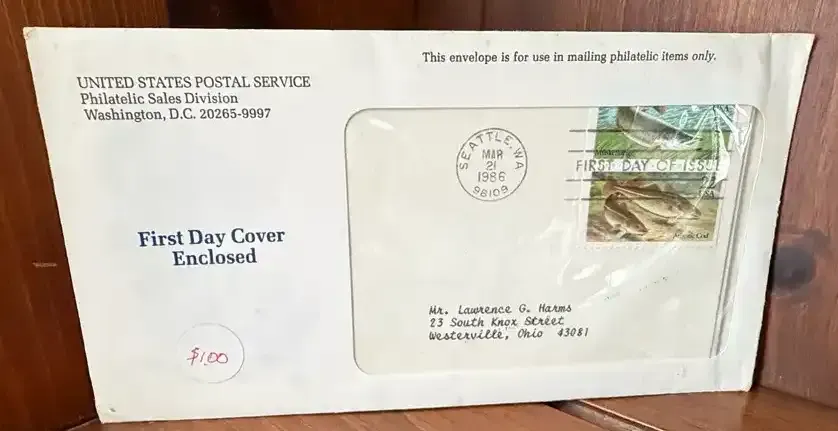 This envelope is for use in mailing philatelic items only.
UNITED STATES POSTAL SERVICE
Philatelic Sales Division
Washington, D.C. 20265-9997
SEATTLE, WA
MAR
21
1986
98109
FIRST DAY OF ISSUE
USA
Atlantic Cod
First Day Cover
Enclosed
Mr. Lawrence G. Harms
23 South Knox Street
Westerville, Ohio 43081
$1.00